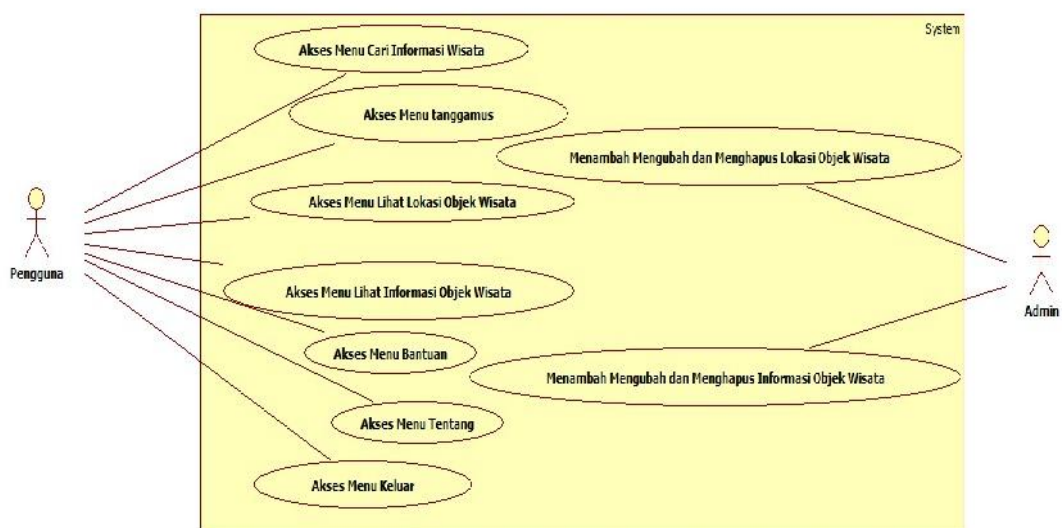 System
Akses Menu Cari Informasi Wisata
Akses Menu tanggamus
Menambah Mengubah dan Menghapus Lokasi Objek Wisata
Akses Menu Lihat Lokasi Objek Wisata
Pengguna
Akses Menu Lihat Informasi Objek Wisata
Admin
Akses Menu Bantuan
Menambah Mengubah dan Menghapus Informasi Objek Wisata
Akses Menu Tentang
Akses Menu Keluar